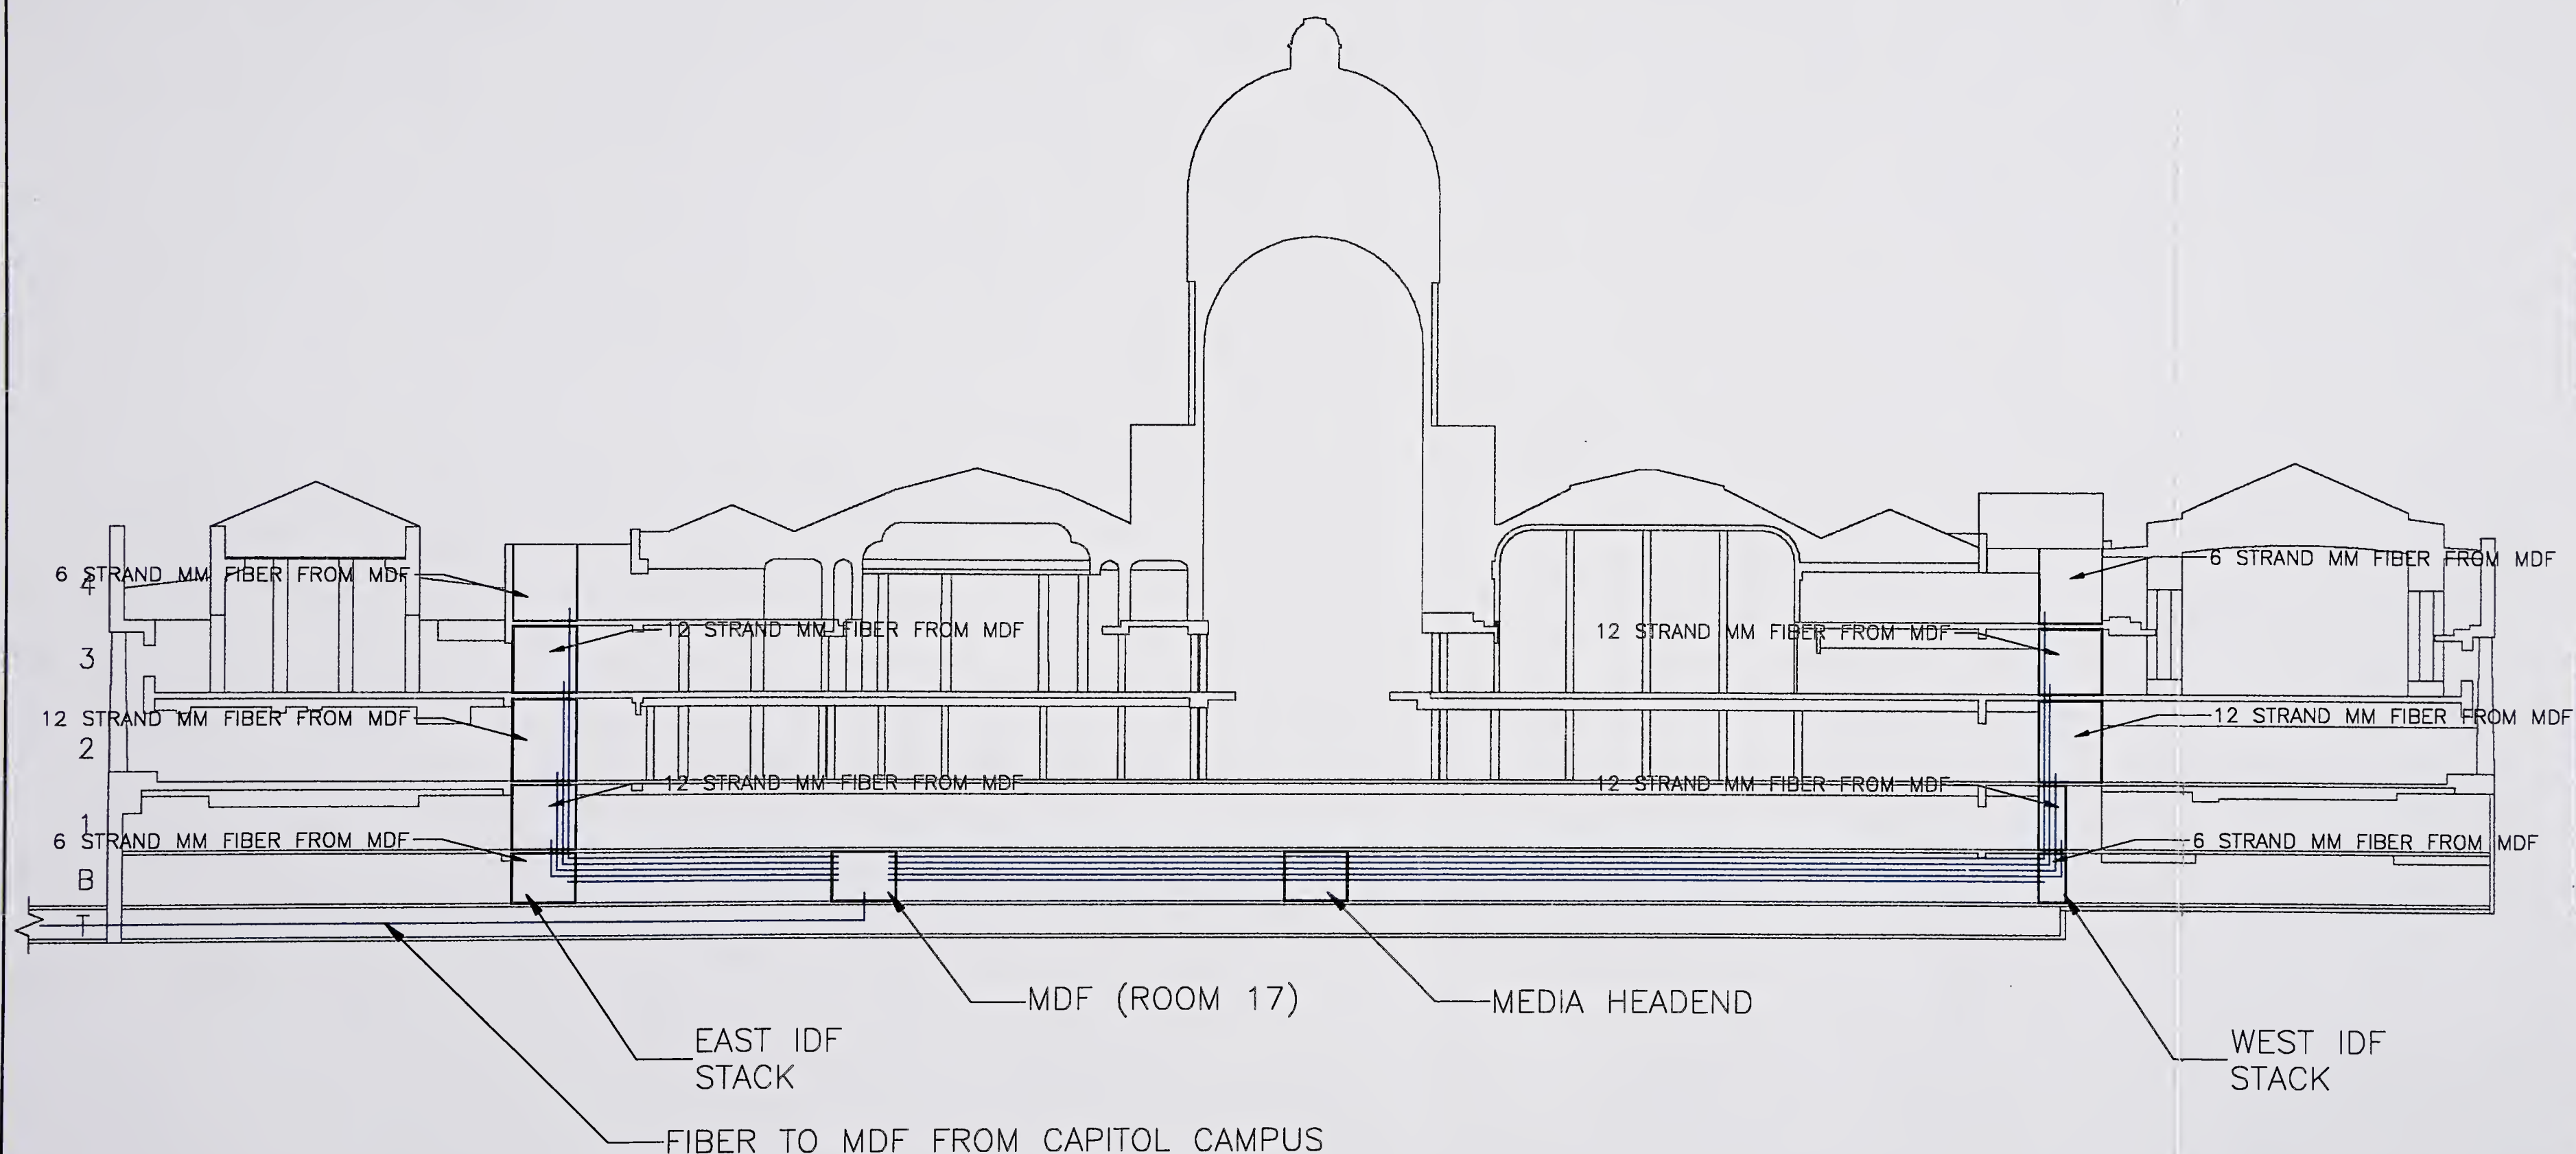 6 STRAND MM FIBER FROM MDF
6 STRAND MM FIBER FROM MDF
4
12 STRAND MM FIBER FROM MDF
12 STRAND MM FIBER FROM MDF
3
12 STRAND MM FIBER FROM MDF
12 STRAND MM FIBER FROM MDF
2
12 STRAND MM FIBER FROM MDF
12 STRAND MM FIBER FROM MDF
1
6 STRAND MM FIBER FROM MDF
6 STRAND MM FIBER FROM MDF
B
T
MDF (ROOM 17)
MEDIA HEADEND
EAST IDF
STACK
WEST IDF
STACK
FIBER TO MDF FROM CAPITOL CAMPUS